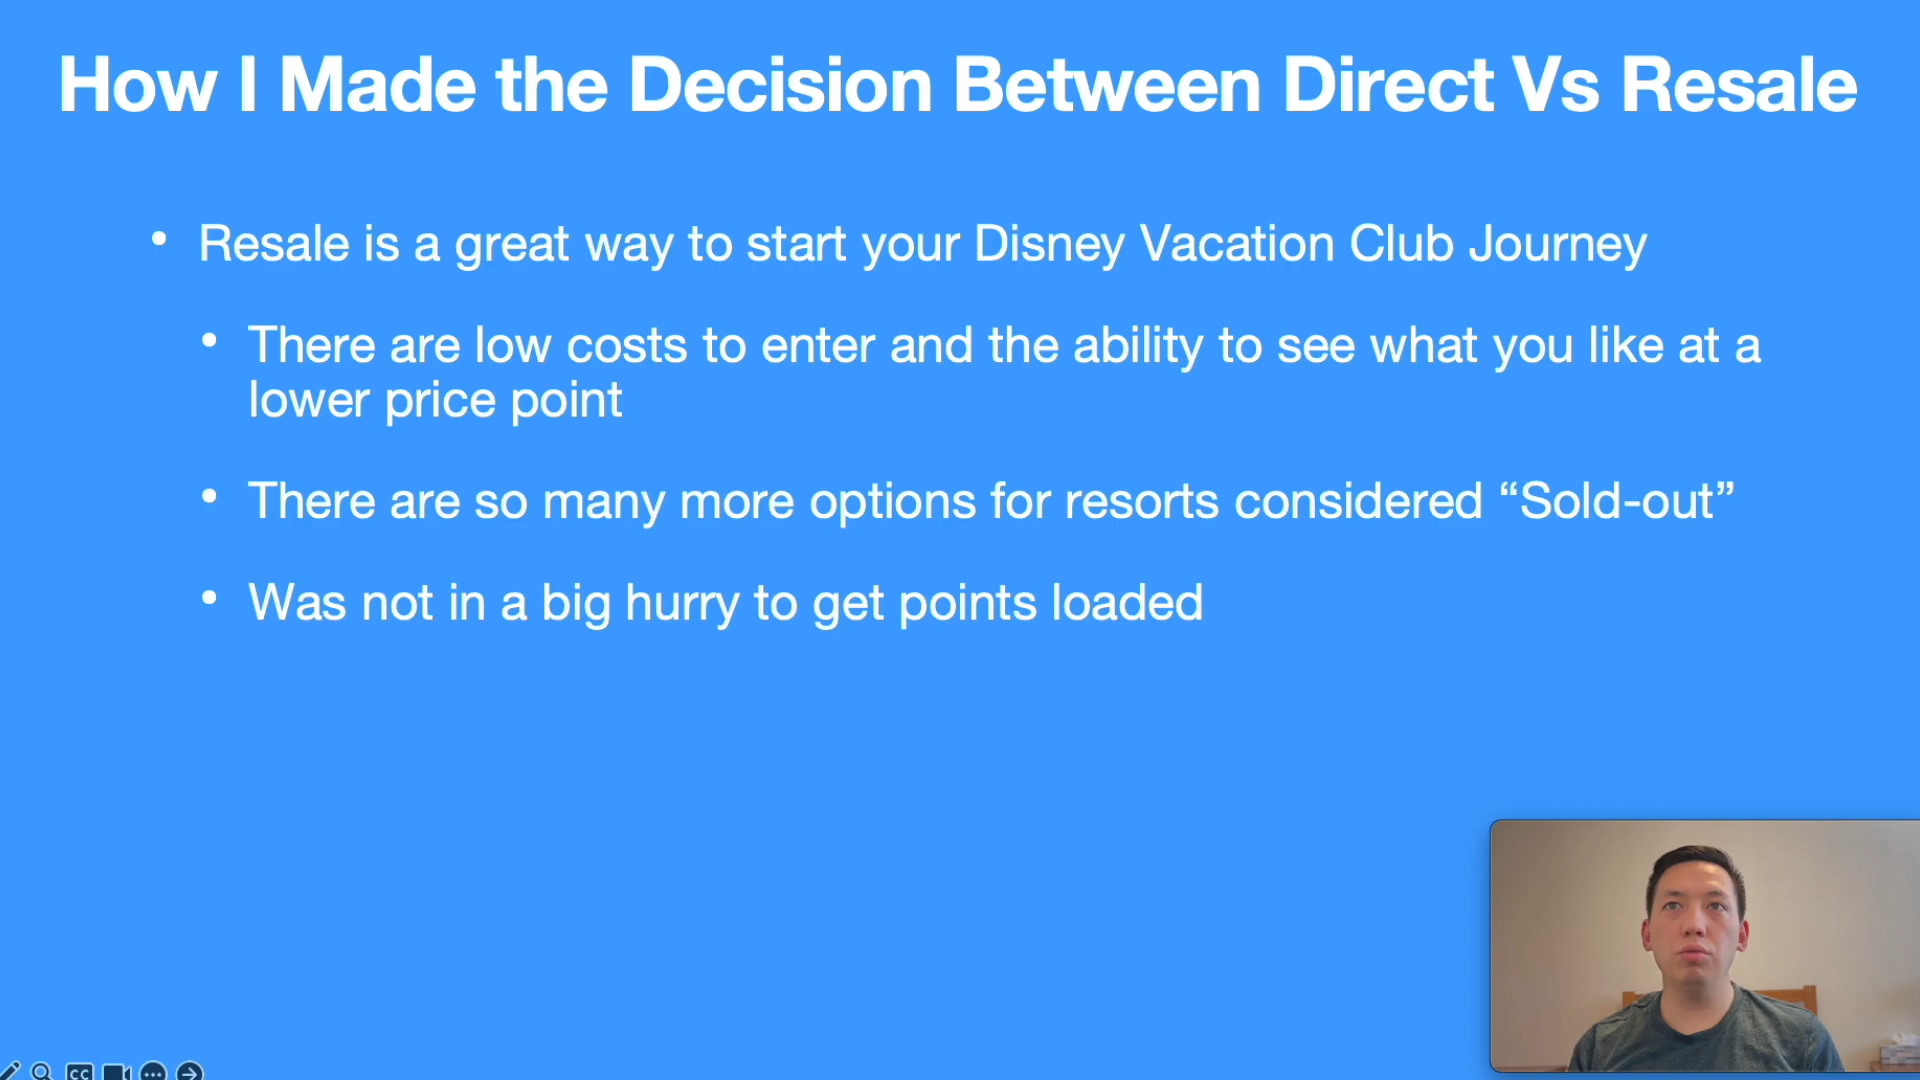 How I Made the Decision Between Direct Vs Resale
• Resale is a great way to start your Disney Vacation Club Journey
• There are low costs to enter and the ability to see what you like at a
lower price point
• There are so many more options for resorts considered “Sold-out”
• Was not in a big hurry to get points loaded
CC